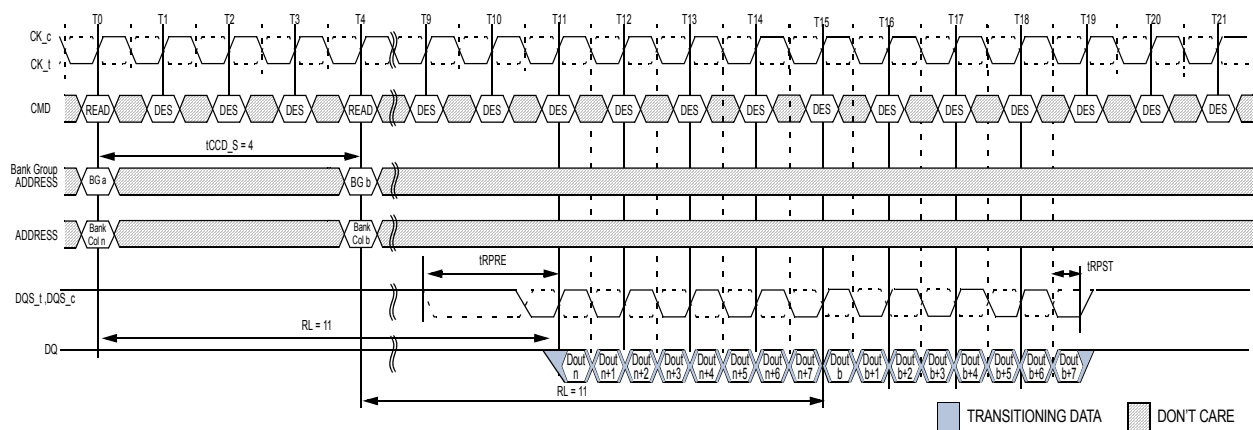 T0 T1 T2 T3 T4 T9 T10 T11 T12 T13 T14 T15 T16 T17 T18 T19 T20 T21
CK_c
CK_t
CMD READ DES DES DES READ DES DES DES DES DES DES DES DES DES DES DES DES DES
tCCD_S = 4
Bank Group
ADDRESS
BG a BG b
ADDRESS
Bank
Col n
Bank
Col b
tRPRE tRPST
DQS_t ,DQS_c
RL = 11
DQ
Dout
n
Dout
n+1
Dout
n+2
Dout
n+3
Dout
n+4
Dout
n+5
Dout
n+6
Dout
n+7
Dout
b
Dout
b+1
Dout
b+2
Dout
b+3
Dout
b+4
Dout
b+5
Dout
b+6
Dout
b+7
RL = 11
TRANSITIONING DATA DON'T CARE